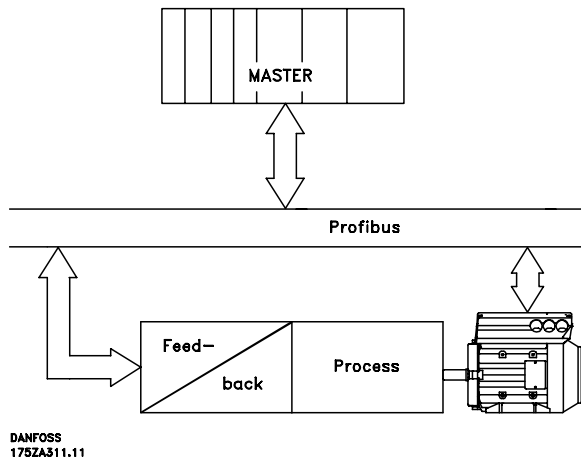 MASTER
Profibus
Feed-
back
Process
DANFOSS
175ZA311.11